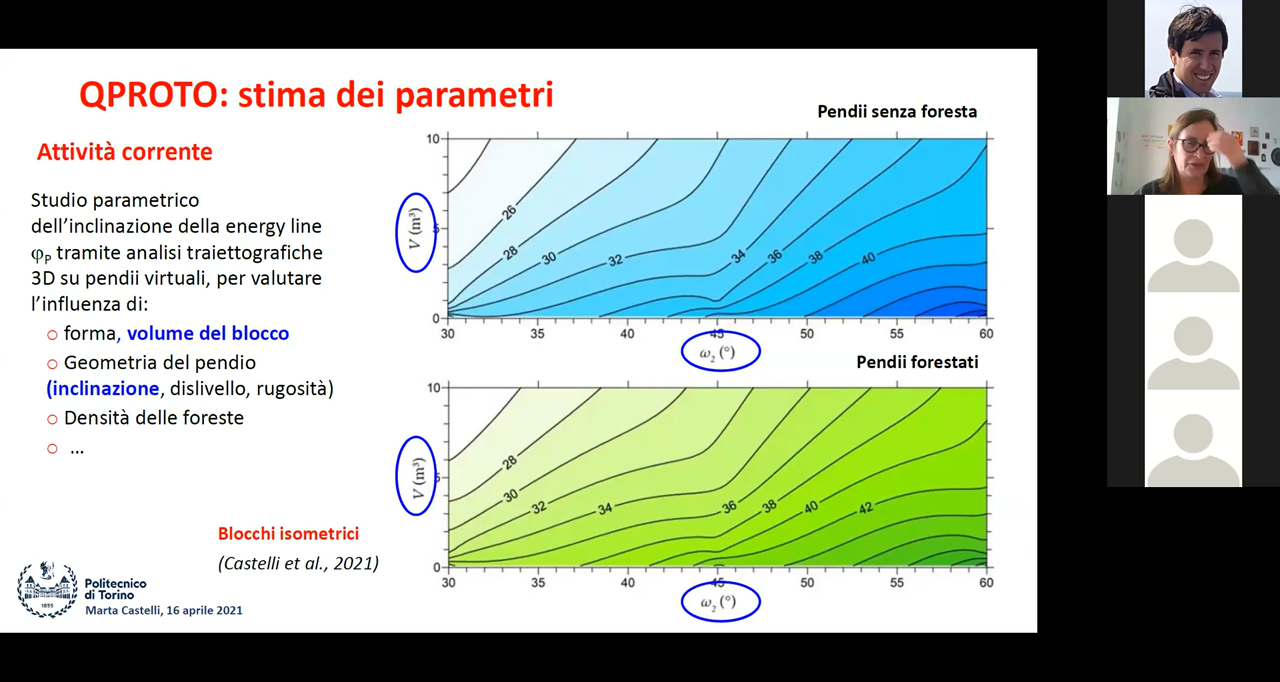 QPROTO: stima dei parametri
Attività corrente
Studio parametrico
dell’inclinazione della energy line
φP tramite analisi traiettografiche
3D su pendii virtuali, per valutare
l’influenza di:
forma, volume del blocco
Geometria del pendio
(inclinazione, dislivello, rugosità)
Densità delle foreste
...
Blocchi isometrici
(Castelli et al., 2021)
Politecnico
di Torino
1859
Marta Castelli, 16 aprile 2021
Pendii senza foresta
10
5
0
V (m³)
26
28
30
32
34
36
38
40
30
35
40
45
50
55
60
ω2 (°)
Pendii forestati
10
5
0
V (m³)
28
30
32
34
36
38
40
42
30
35
40
45
50
55
60
ω2 (°)